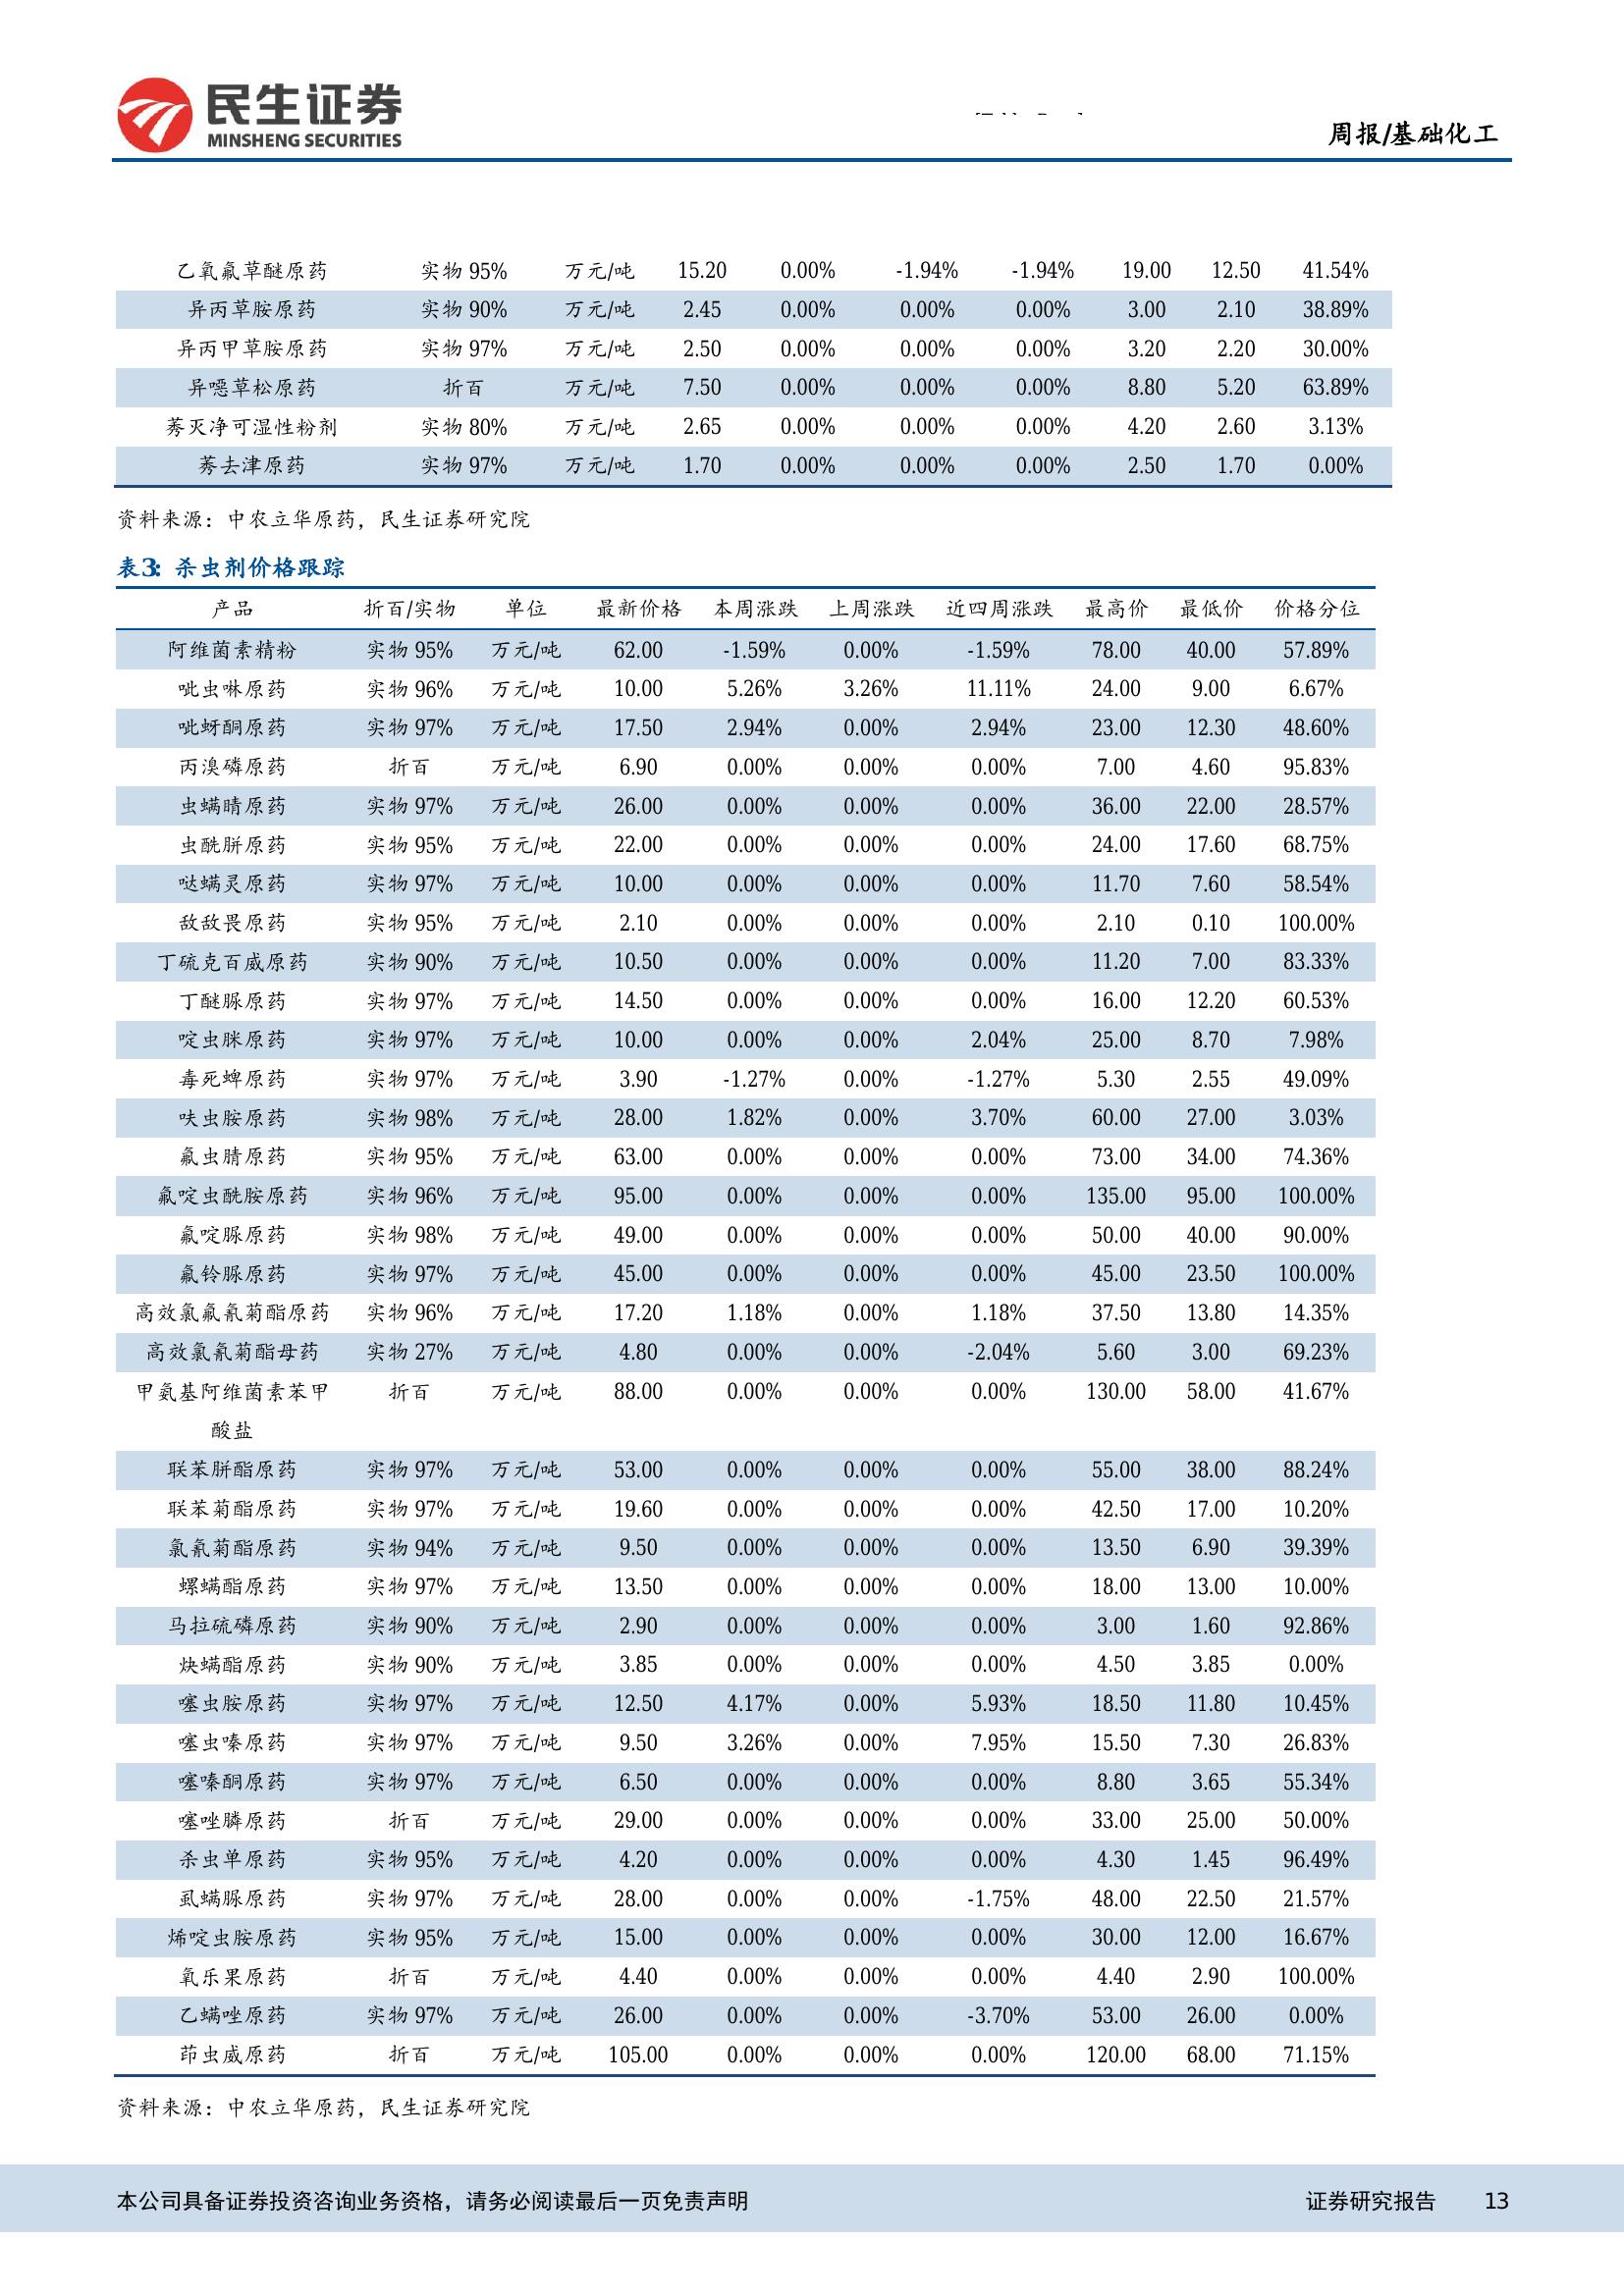 民生证券
MINSHENG SECURITIES
周报/基础化工
乙氧氟草醚原药 实物 95% 万元/吨 15.20 0.00% -1.94% -1.94% 19.00 12.50 41.54%
异丙草胺原药 实物 90% 万元/吨 2.45 0.00% 0.00% 0.00% 3.00 2.10 38.89%
异丙甲草胺原药 实物 97% 万元/吨 2.50 0.00% 0.00% 0.00% 3.20 2.20 30.00%
异噁草松原药 折百 万元/吨 7.50 0.00% 0.00% 0.00% 8.80 5.20 63.89%
莠灭净可湿性粉剂 实物 80% 万元/吨 2.65 0.00% 0.00% 0.00% 4.20 2.60 3.13%
莠去津原药 实物 97% 万元/吨 1.70 0.00% 0.00% 0.00% 2.50 1.70 0.00%
资料来源：中农立华原药，民生证券研究院
表3：杀虫剂价格跟踪
产品 折百/实物 单位 最新价格 本周涨跌 上周涨跌 近四周涨跌 最高价 最低价 价格分位
阿维菌素精粉 实物 95% 万元/吨 62.00 -1.59% 0.00% -1.59% 78.00 40.00 57.89%
吡虫啉原药 实物 96% 万元/吨 10.00 5.26% 3.26% 11.11% 24.00 9.00 6.67%
吡蚜酮原药 实物 97% 万元/吨 17.50 2.94% 0.00% 2.94% 23.00 12.30 48.60%
丙溴磷原药 折百 万元/吨 6.90 0.00% 0.00% 0.00% 7.00 4.60 95.83%
虫螨晴原药 实物 97% 万元/吨 26.00 0.00% 0.00% 0.00% 36.00 22.00 28.57%
虫酰肼原药 实物 95% 万元/吨 22.00 0.00% 0.00% 0.00% 24.00 17.60 68.75%
哒螨灵原药 实物 97% 万元/吨 10.00 0.00% 0.00% 0.00% 11.70 7.60 58.54%
敌敌畏原药 实物 95% 万元/吨 2.10 0.00% 0.00% 0.00% 2.10 0.10 100.00%
丁硫克百威原药 实物 90% 万元/吨 10.50 0.00% 0.00% 0.00% 11.20 7.00 83.33%
丁醚脲原药 实物 97% 万元/吨 14.50 0.00% 0.00% 0.00% 16.00 12.20 60.53%
啶虫脒原药 实物 97% 万元/吨 10.00 0.00% 0.00% 2.04% 25.00 8.70 7.98%
毒死蜱原药 实物 97% 万元/吨 3.90 -1.27% 0.00% -1.27% 5.30 2.55 49.09%
呋虫胺原药 实物 98% 万元/吨 28.00 1.82% 0.00% 3.70% 60.00 27.00 3.03%
氟虫腈原药 实物 95% 万元/吨 63.00 0.00% 0.00% 0.00% 73.00 34.00 74.36%
氟啶虫酰胺原药 实物 96% 万元/吨 95.00 0.00% 0.00% 0.00% 135.00 95.00 100.00%
氟啶脲原药 实物 98% 万元/吨 49.00 0.00% 0.00% 0.00% 50.00 40.00 90.00%
氟铃脲原药 实物 97% 万元/吨 45.00 0.00% 0.00% 0.00% 45.00 23.50 100.00%
高效氯氟氰菊酯原药 实物 96% 万元/吨 17.20 1.18% 0.00% 1.18% 37.50 13.80 14.35%
高效氯氰菊酯母药 实物 27% 万元/吨 4.80 0.00% 0.00% -2.04% 5.60 3.00 69.23%
甲氨基阿维菌素苯甲 折百 万元/吨 88.00 0.00% 0.00% 0.00% 130.00 58.00 41.67%
酸盐
联苯肼酯原药 实物 97% 万元/吨 53.00 0.00% 0.00% 0.00% 55.00 38.00 88.24%
联苯菊酯原药 实物 97% 万元/吨 19.60 0.00% 0.00% 0.00% 42.50 17.00 10.20%
氯氰菊酯原药 实物 94% 万元/吨 9.50 0.00% 0.00% 0.00% 13.50 6.90 39.39%
螺螨酯原药 实物 97% 万元/吨 13.50 0.00% 0.00% 0.00% 18.00 13.00 10.00%
马拉硫磷原药 实物 90% 万元/吨 2.90 0.00% 0.00% 0.00% 3.00 1.60 92.86%
炔螨酯原药 实物 90% 万元/吨 3.85 0.00% 0.00% 0.00% 4.50 3.85 0.00%
噻虫胺原药 实物 97% 万元/吨 12.50 4.17% 0.00% 5.93% 18.50 11.80 10.45%
噻虫嗪原药 实物 97% 万元/吨 9.50 3.26% 0.00% 7.95% 15.50 7.30 26.83%
噻嗪酮原药 实物 97% 万元/吨 6.50 0.00% 0.00% 0.00% 8.80 3.65 55.34%
噻唑膦原药 折百 万元/吨 29.00 0.00% 0.00% 0.00% 33.00 25.00 50.00%
杀虫单原药 实物 95% 万元/吨 4.20 0.00% 0.00% 0.00% 4.30 1.45 96.49%
虱螨脲原药 实物 97% 万元/吨 28.00 0.00% 0.00% -1.75% 48.00 22.50 21.57%
烯啶虫胺原药 实物 95% 万元/吨 15.00 0.00% 0.00% 0.00% 30.00 12.00 16.67%
氧乐果原药 折百 万元/吨 4.40 0.00% 0.00% 0.00% 4.40 2.90 100.00%
乙螨唑原药 实物 97% 万元/吨 26.00 0.00% 0.00% -3.70% 53.00 26.00 0.00%
茚虫威原药 折百 万元/吨 105.00 0.00% 0.00% 0.00% 120.00 68.00 71.15%
资料来源：中农立华原药，民生证券研究院
本公司具备证券投资咨询业务资格，请务必阅读最后一页免责声明 证券研究报告 13